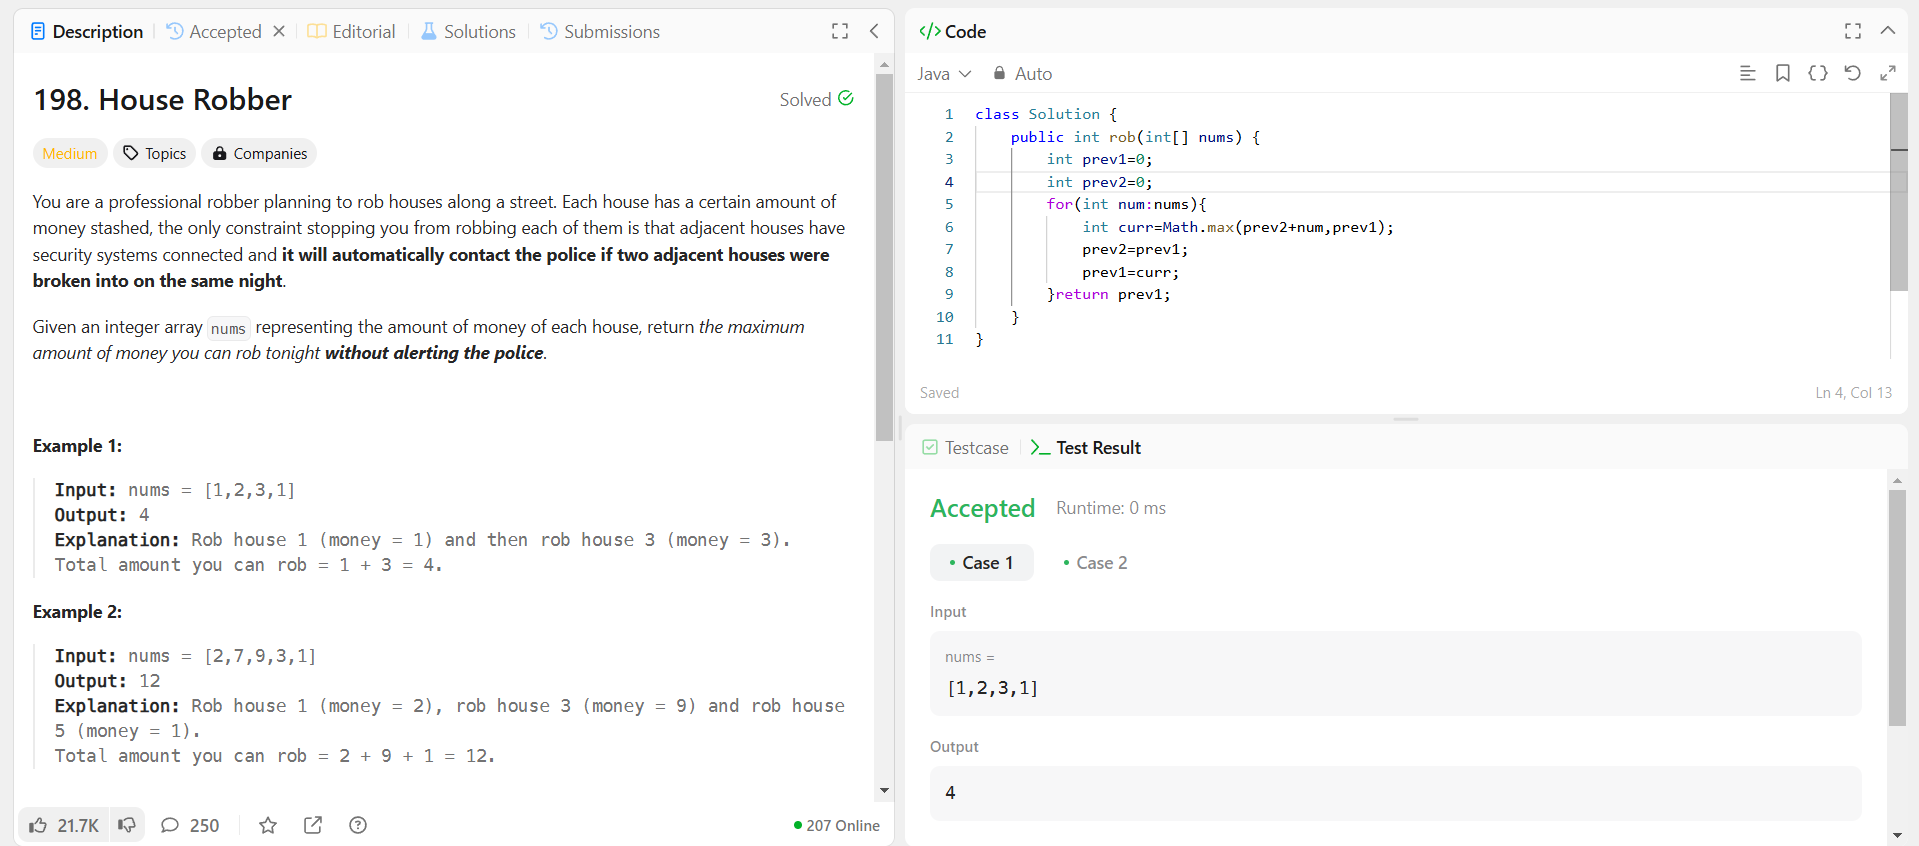 Description Accepted Editorial Solutions Submissions
198. House Robber
Solved
Medium Topics Companies
You are a professional robber planning to rob houses along a street. Each house has a certain amount of
money stashed, the only constraint stopping you from robbing each of them is that adjacent houses have
security systems connected and it will automatically contact the police if two adjacent houses were
broken into on the same night.
Given an integer array nums representing the amount of money of each house, return the maximum
amount of money you can rob tonight without alerting the police.
Example 1:
Input: nums = [1,2,3,1]
Output: 4
Explanation: Rob house 1 (money = 1) and then rob house 3 (money = 3).
Total amount you can rob = 1 + 3 = 4.
Example 2:
Input: nums = [2,7,9,3,1]
Output: 12
Explanation: Rob house 1 (money = 2), rob house 3 (money = 9) and rob house
5 (money = 1).
Total amount you can rob = 2 + 9 + 1 = 12.
21.7K 250 207 Online
</> Code
Java Auto
1 class Solution {
2 public int rob(int[] nums) {
3 int prev1=0;
4 int prev2=0;
5 for(int num:nums){
6 int curr=Math.max(prev2+num,prev1);
7 prev2=prev1;
8 prev1=curr;
9 }return prev1;
10 }
11 }
Saved Ln 4, Col 13
Testcase >_ Test Result
Accepted Runtime: 0 ms
• Case 1 • Case 2
Input
nums =
[1,2,3,1]
Output
4